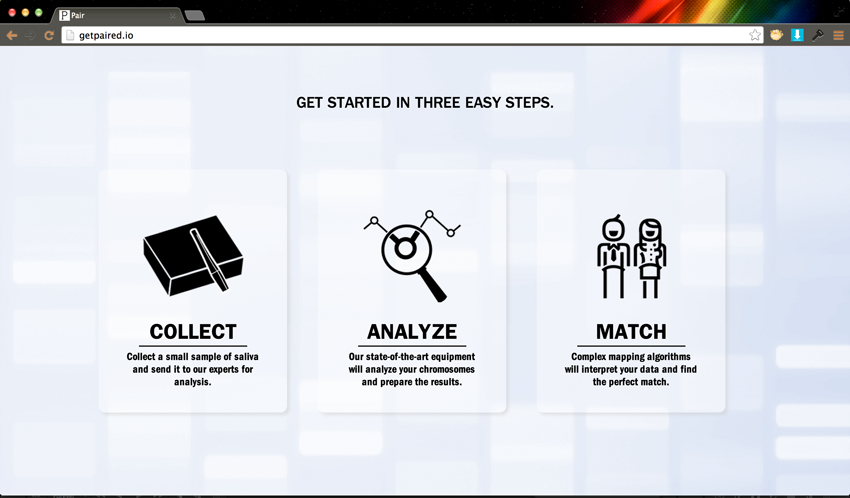 P Pair
getpaired.io
GET STARTED IN THREE EASY STEPS.
COLLECT
Collect a small sample of saliva
and send it to our experts for
analysis.
ANALYZE
Our state-of-the-art equipment
will analyze your chromosomes
and prepare the results.
MATCH
Complex mapping algorithms
will interpret your data and find
the perfect match.